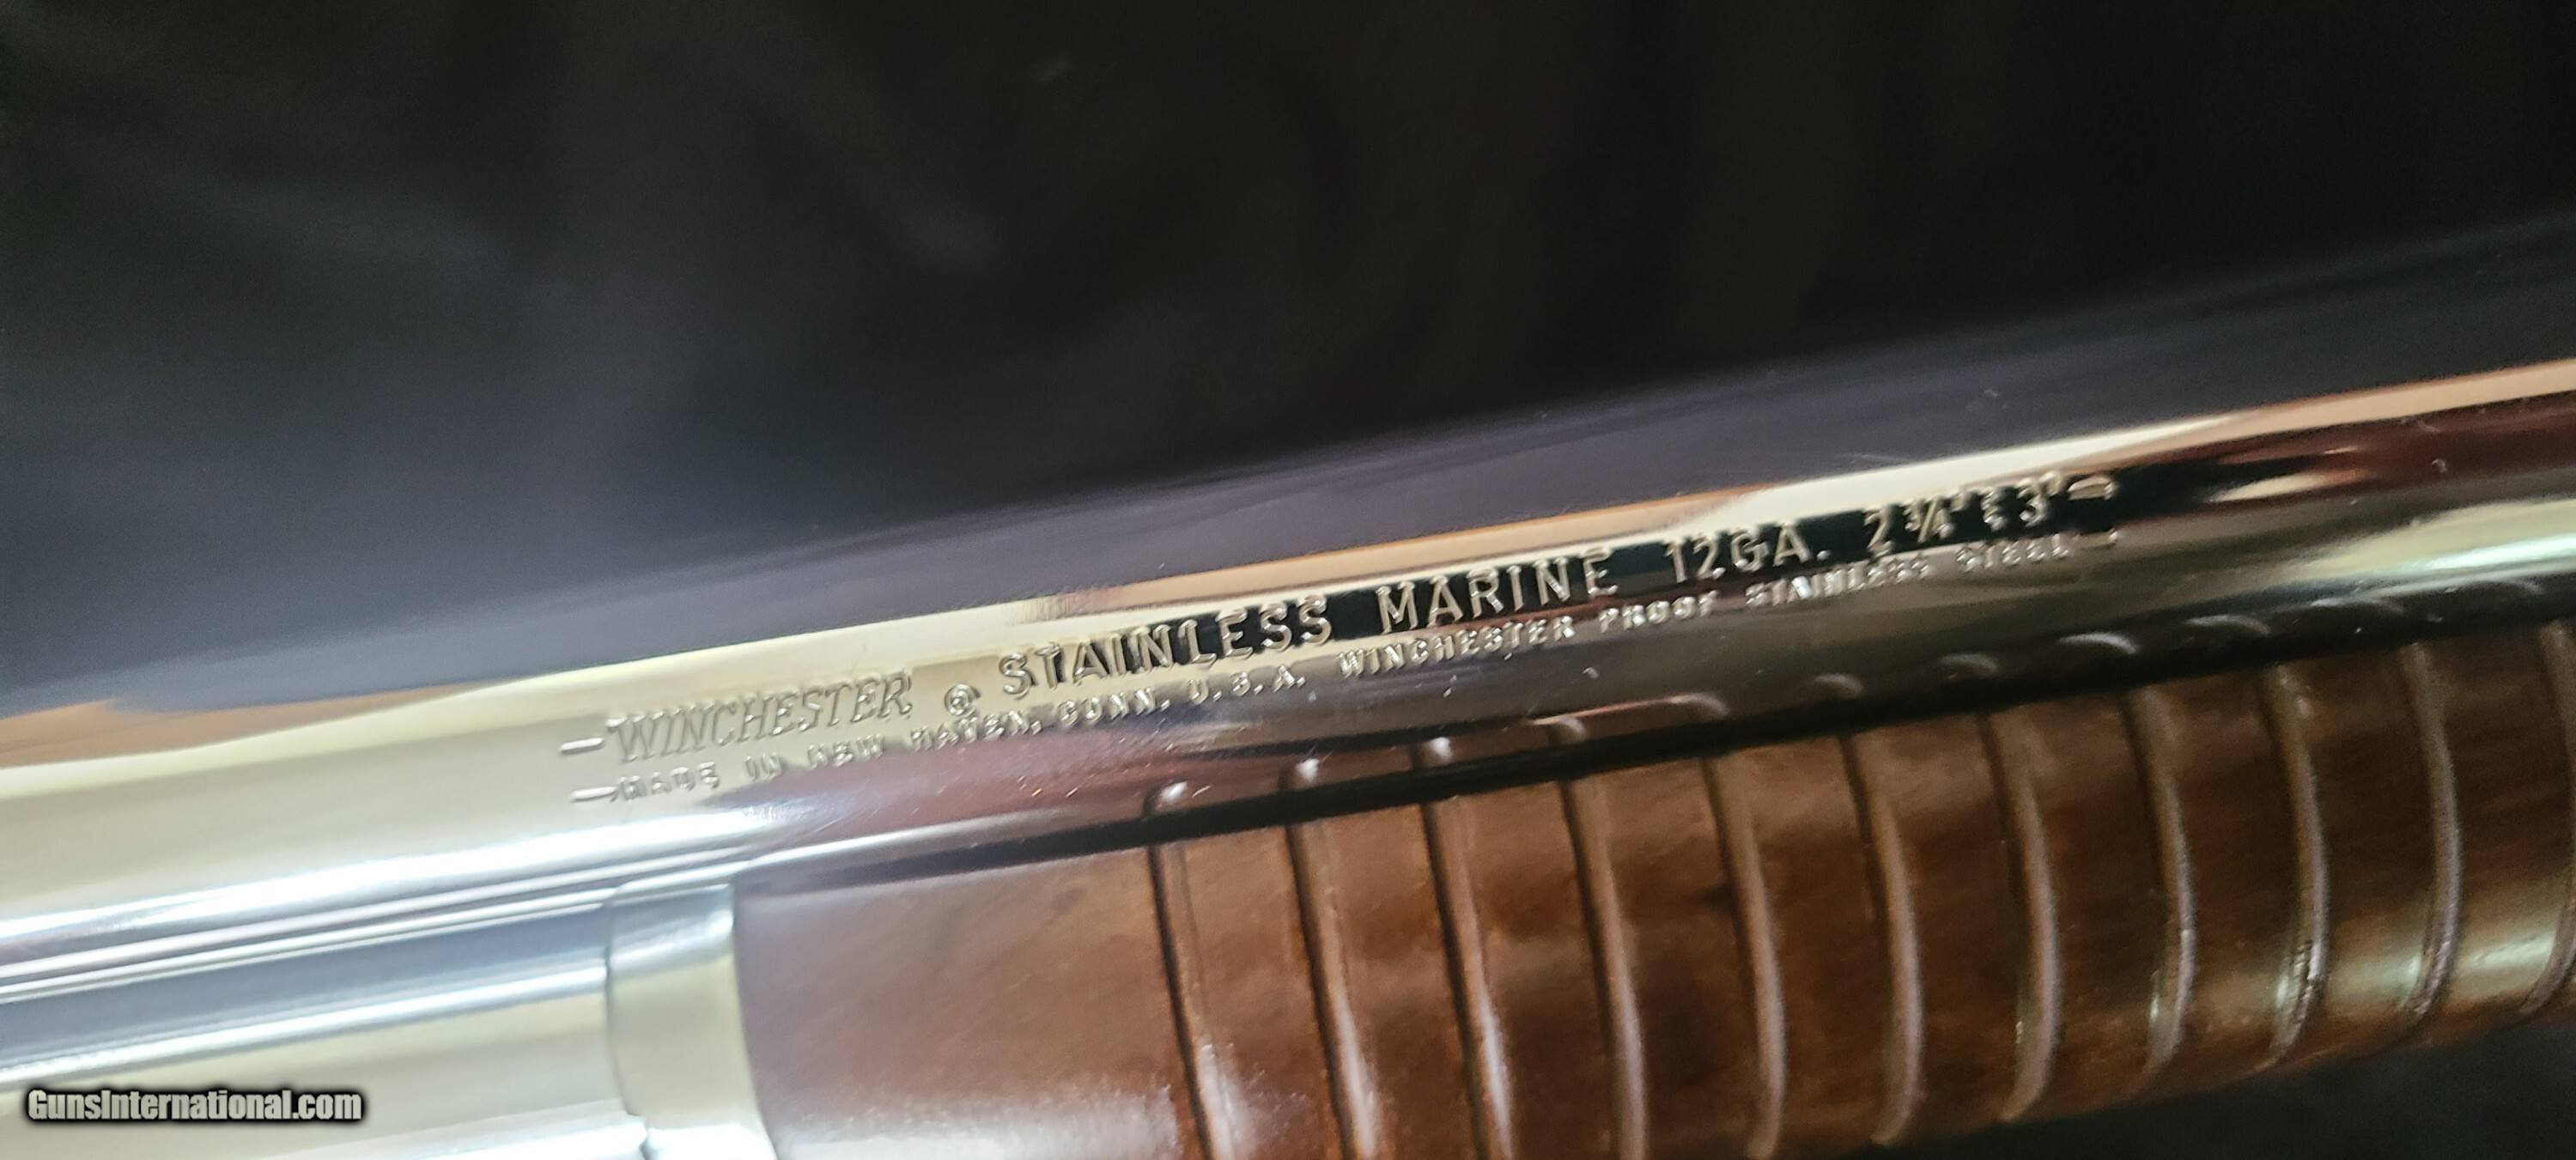 -WINCHESTER ® STAINLESS MARINE 12GA. 2¾" & 3"-
-MADE IN NEW HAVEN, CONN. U.S.A. WINCHESTER PROOF STAINLESS STEEL-
GunsInternational.com